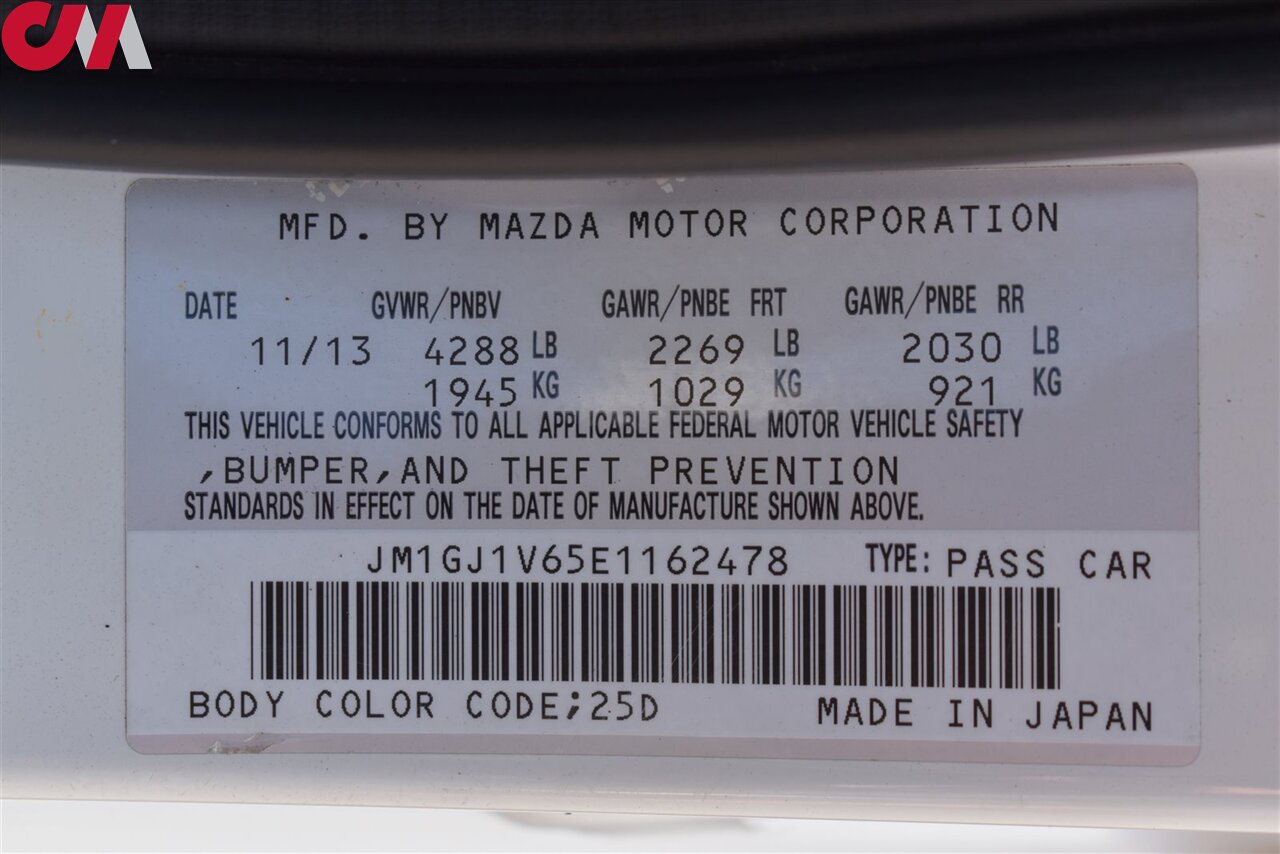 CM
MFD. BY MAZDA MOTOR CORPORATION
DATE GVWR/PNBV GAWR/PNBE FRT GAWR/PNBE RR
11/13 4288 LB 2269 LB 2030 LB
1945 KG 1029 KG 921 KG
THIS VEHICLE CONFORMS TO ALL APPLICABLE FEDERAL MOTOR VEHICLE SAFETY
,BUMPER,AND THEFT PREVENTION
STANDARDS IN EFFECT ON THE DATE OF MANUFACTURE SHOWN ABOVE.
JM1GJ1V65E1162478 TYPE: PASS CAR
BODY COLOR CODE;25D MADE IN JAPAN